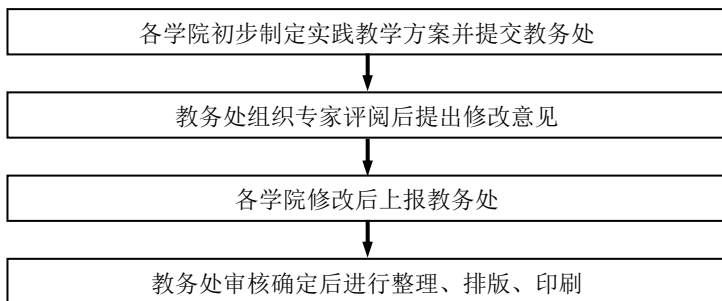 各学院初步制定实践教学方案并提交教务处
教务处组织专家评阅后提出修改意见
各学院修改后上报教务处
教务处审核确定后进行整理、排版、印刷